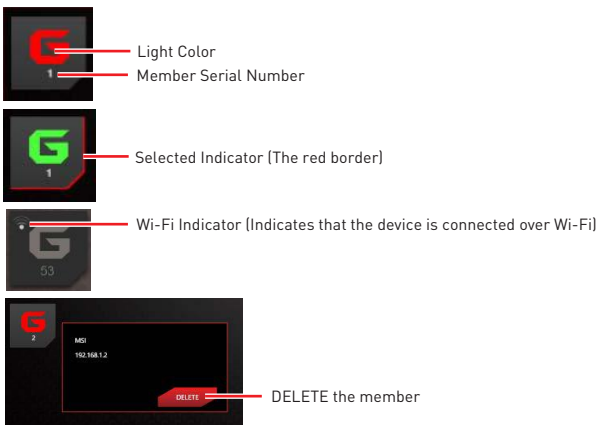 G
1
Light Color
Member Serial Number
G
1
Selected Indicator (The red border)
G
53
Wi-Fi Indicator (Indicates that the device is connected over Wi-Fi)
G
2
MSI
192.168.1.2
DELETE
DELETE the member